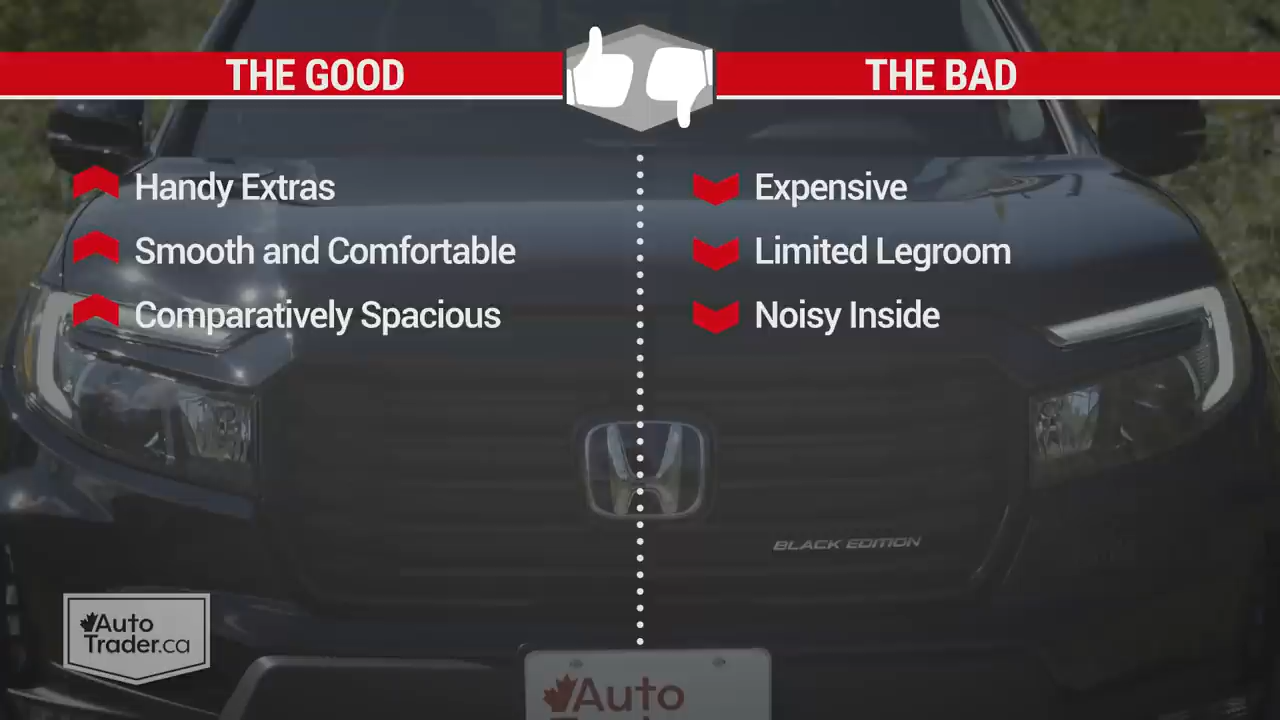 THE GOOD
THE BAD
Handy Extras
Smooth and Comfortable
Comparatively Spacious
Expensive
Limited Legroom
Noisy Inside
BLACK EDITION
Auto
Trader.ca
Auto